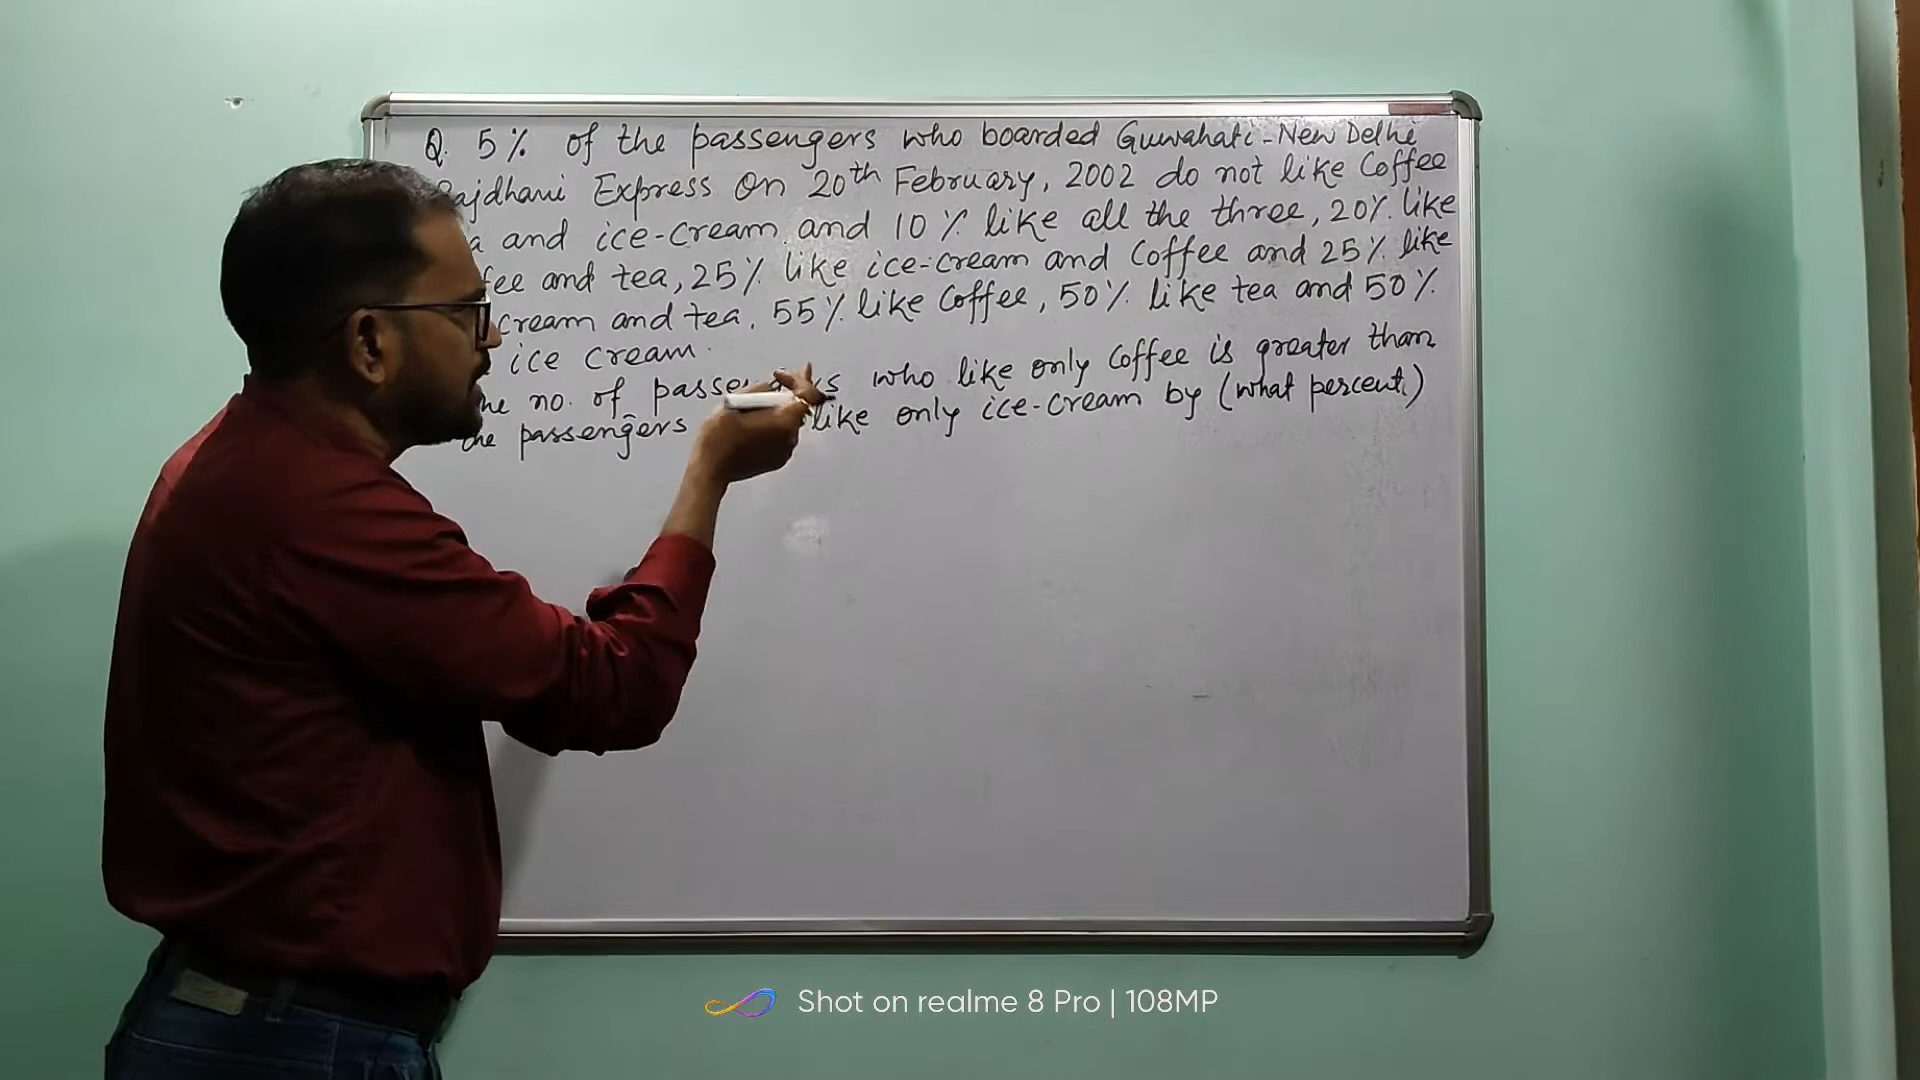 Q. 5% of the passengers who boarded Guwahati-New Delhi
ajdhani Express On 20th February, 2002 do not like Coffee
a and ice-cream and 10% like all the three, 20% like
fee and tea, 25% like ice-cream and Coffee and 25% like
cream and tea. 55% like Coffee, 50% like tea and 50%
ice cream.
he no. of passengers who like only Coffee is greater than
the passengers like only ice-cream by (what percent.)
Shot on realme 8 Pro | 108MP